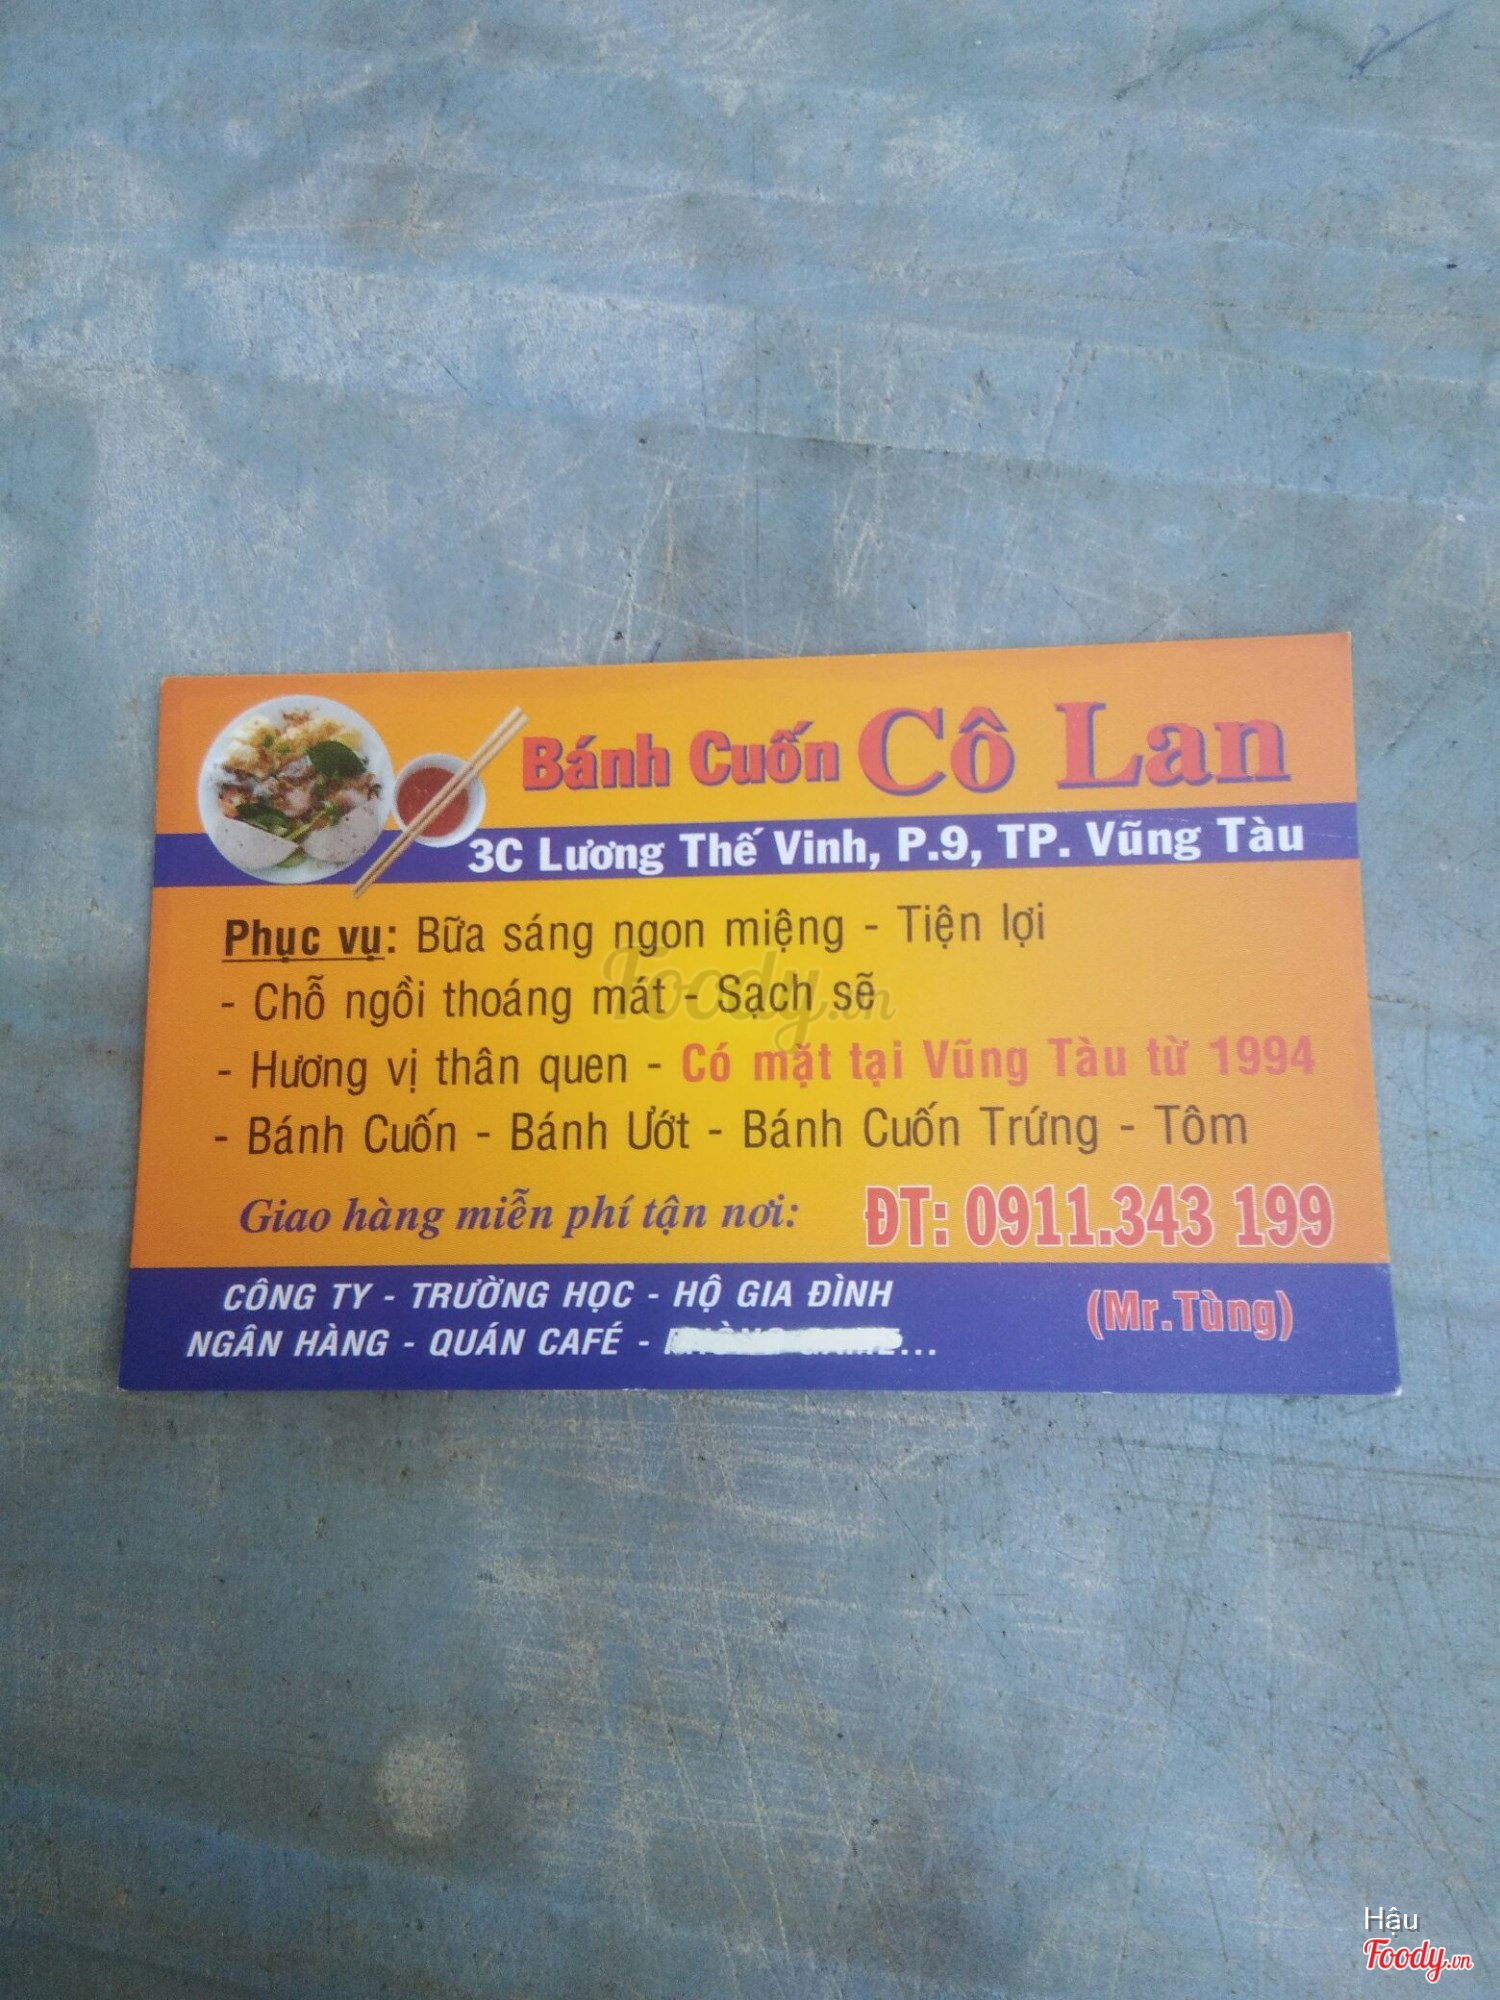 Bánh Cuốn Cô Lan
3C Lương Thế Vinh, P.9, TP. Vũng Tàu
Phục vụ: Bữa sáng ngon miệng - Tiện lợi
- Chỗ ngồi thoáng mát - Sạch sẽ
- Hương vị thân quen - Có mặt tại Vũng Tàu từ 1994
- Bánh Cuốn - Bánh Ướt - Bánh Cuốn Trứng - Tôm
Giao hàng miễn phí tận nơi: ĐT: 0911.343 199
CÔNG TY - TRƯỜNG HỌC - HỘ GIA ĐÌNH
(Mr.Tùng)
NGÂN HÀNG - QUÁN CAFÉ - ...
Foody.vn
Hậu
Foody.vn